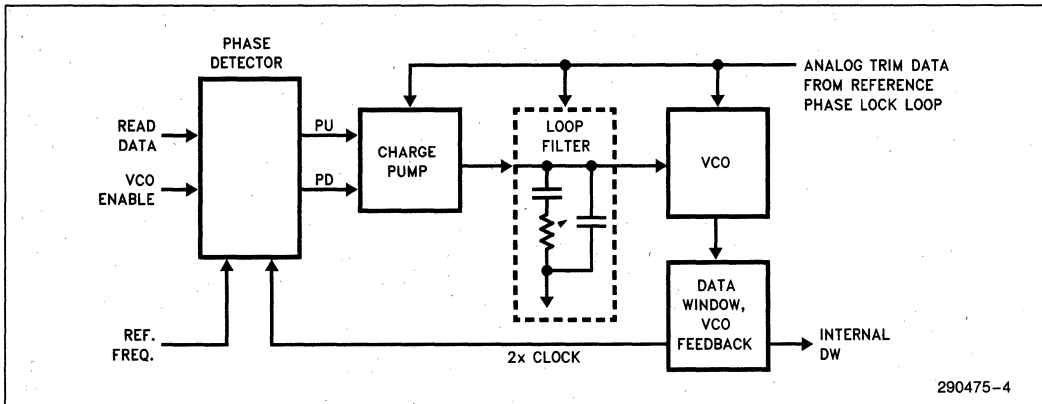 PHASE
DETECTOR
ANALOG TRIM DATA
FROM REFERENCE
PHASE LOCK LOOP
READ
DATA
VCO
ENABLE
PU
PD
CHARGE
PUMP
LOOP
FILTER
VCO
DATA
WINDOW,
VCO
FEEDBACK
REF.
FREQ.
2x CLOCK
INTERNAL
DW
290475-4